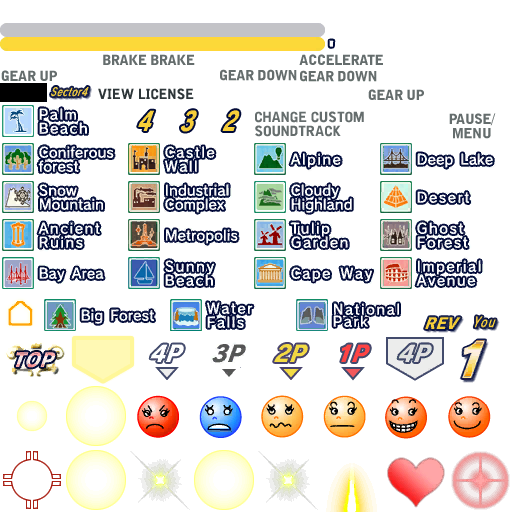 0
BRAKE BRAKE
ACCELERATE
GEAR UP
GEAR DOWN
GEAR DOWN
Sector4
VIEW LICENSE
GEAR UP
Palm
Beach
4
3
2
CHANGE CUSTOM
SOUNDTRACK
PAUSE/
MENU
Coniferous
forest
Castle
Wall
Alpine
Deep Lake
Snow
Mountain
Industrial
Complex
Cloudy
Highland
Desert
Ancient
Ruins
Metropolis
Tulip
Garden
Ghost
Forest
Bay Area
Sunny
Beach
Cape Way
Imperial
Avenue
Big Forest
Water
Falls
National
Park
REV
You
TOP
4P
3P
2P
1P
4P
1